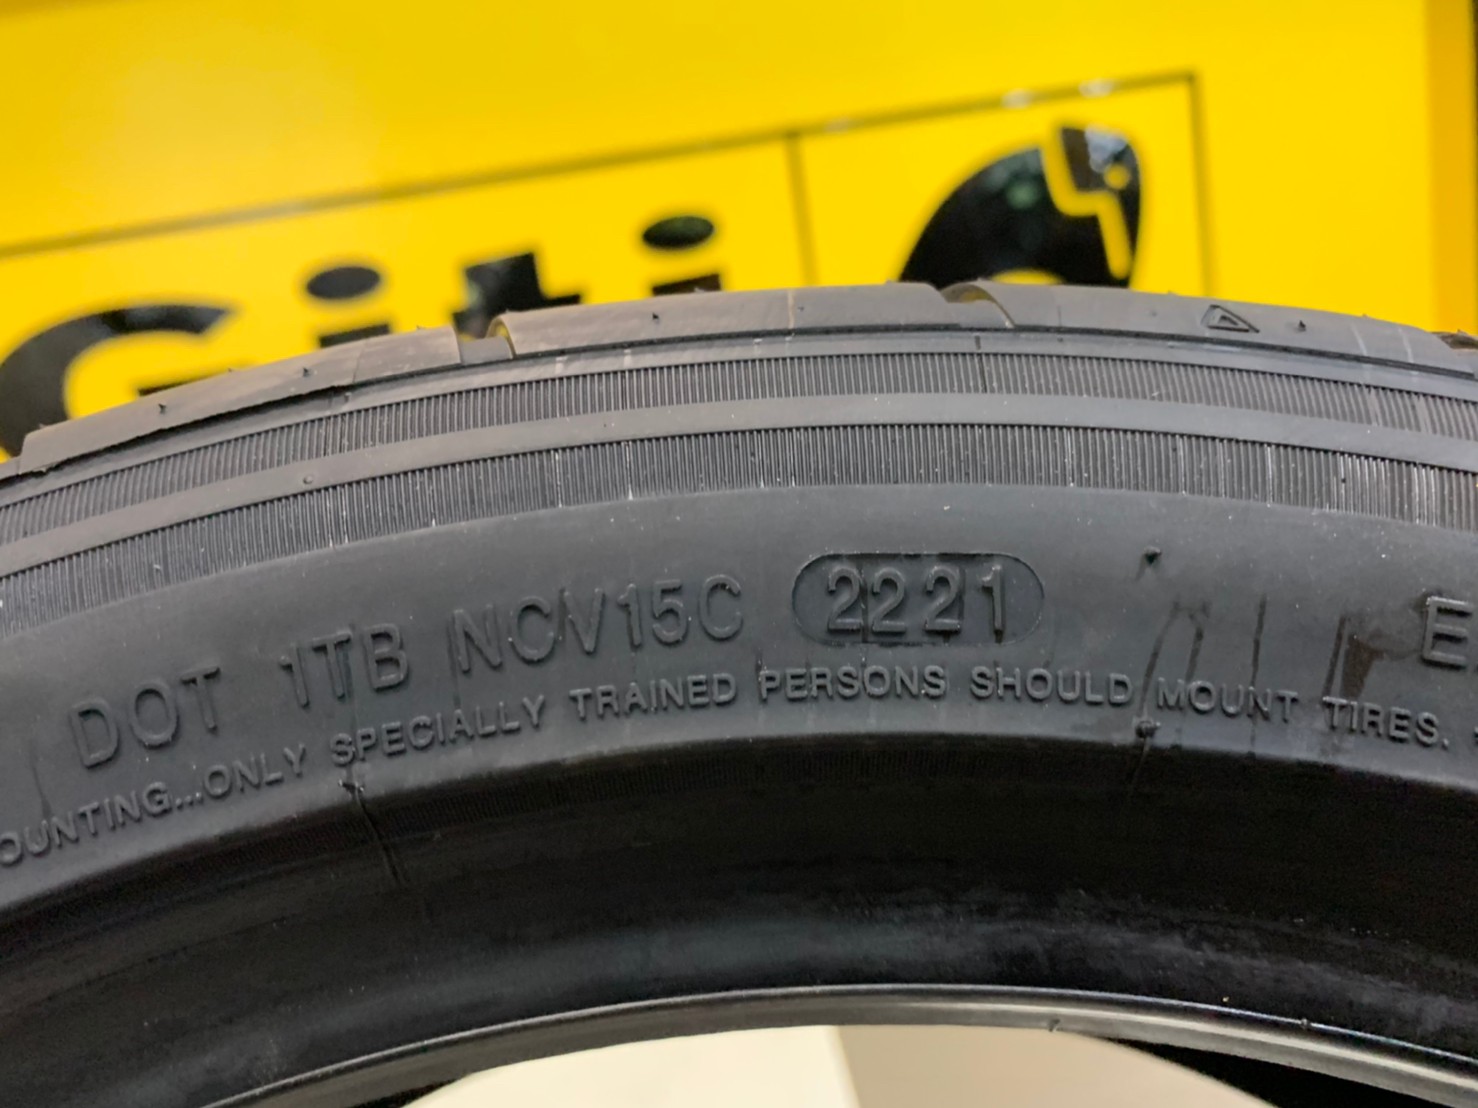 Giti
DOT 1TB NCV15C 2221
OUNTING...ONLY SPECIALLY TRAINED PERSONS SHOULD MOUNT TIRES.
E